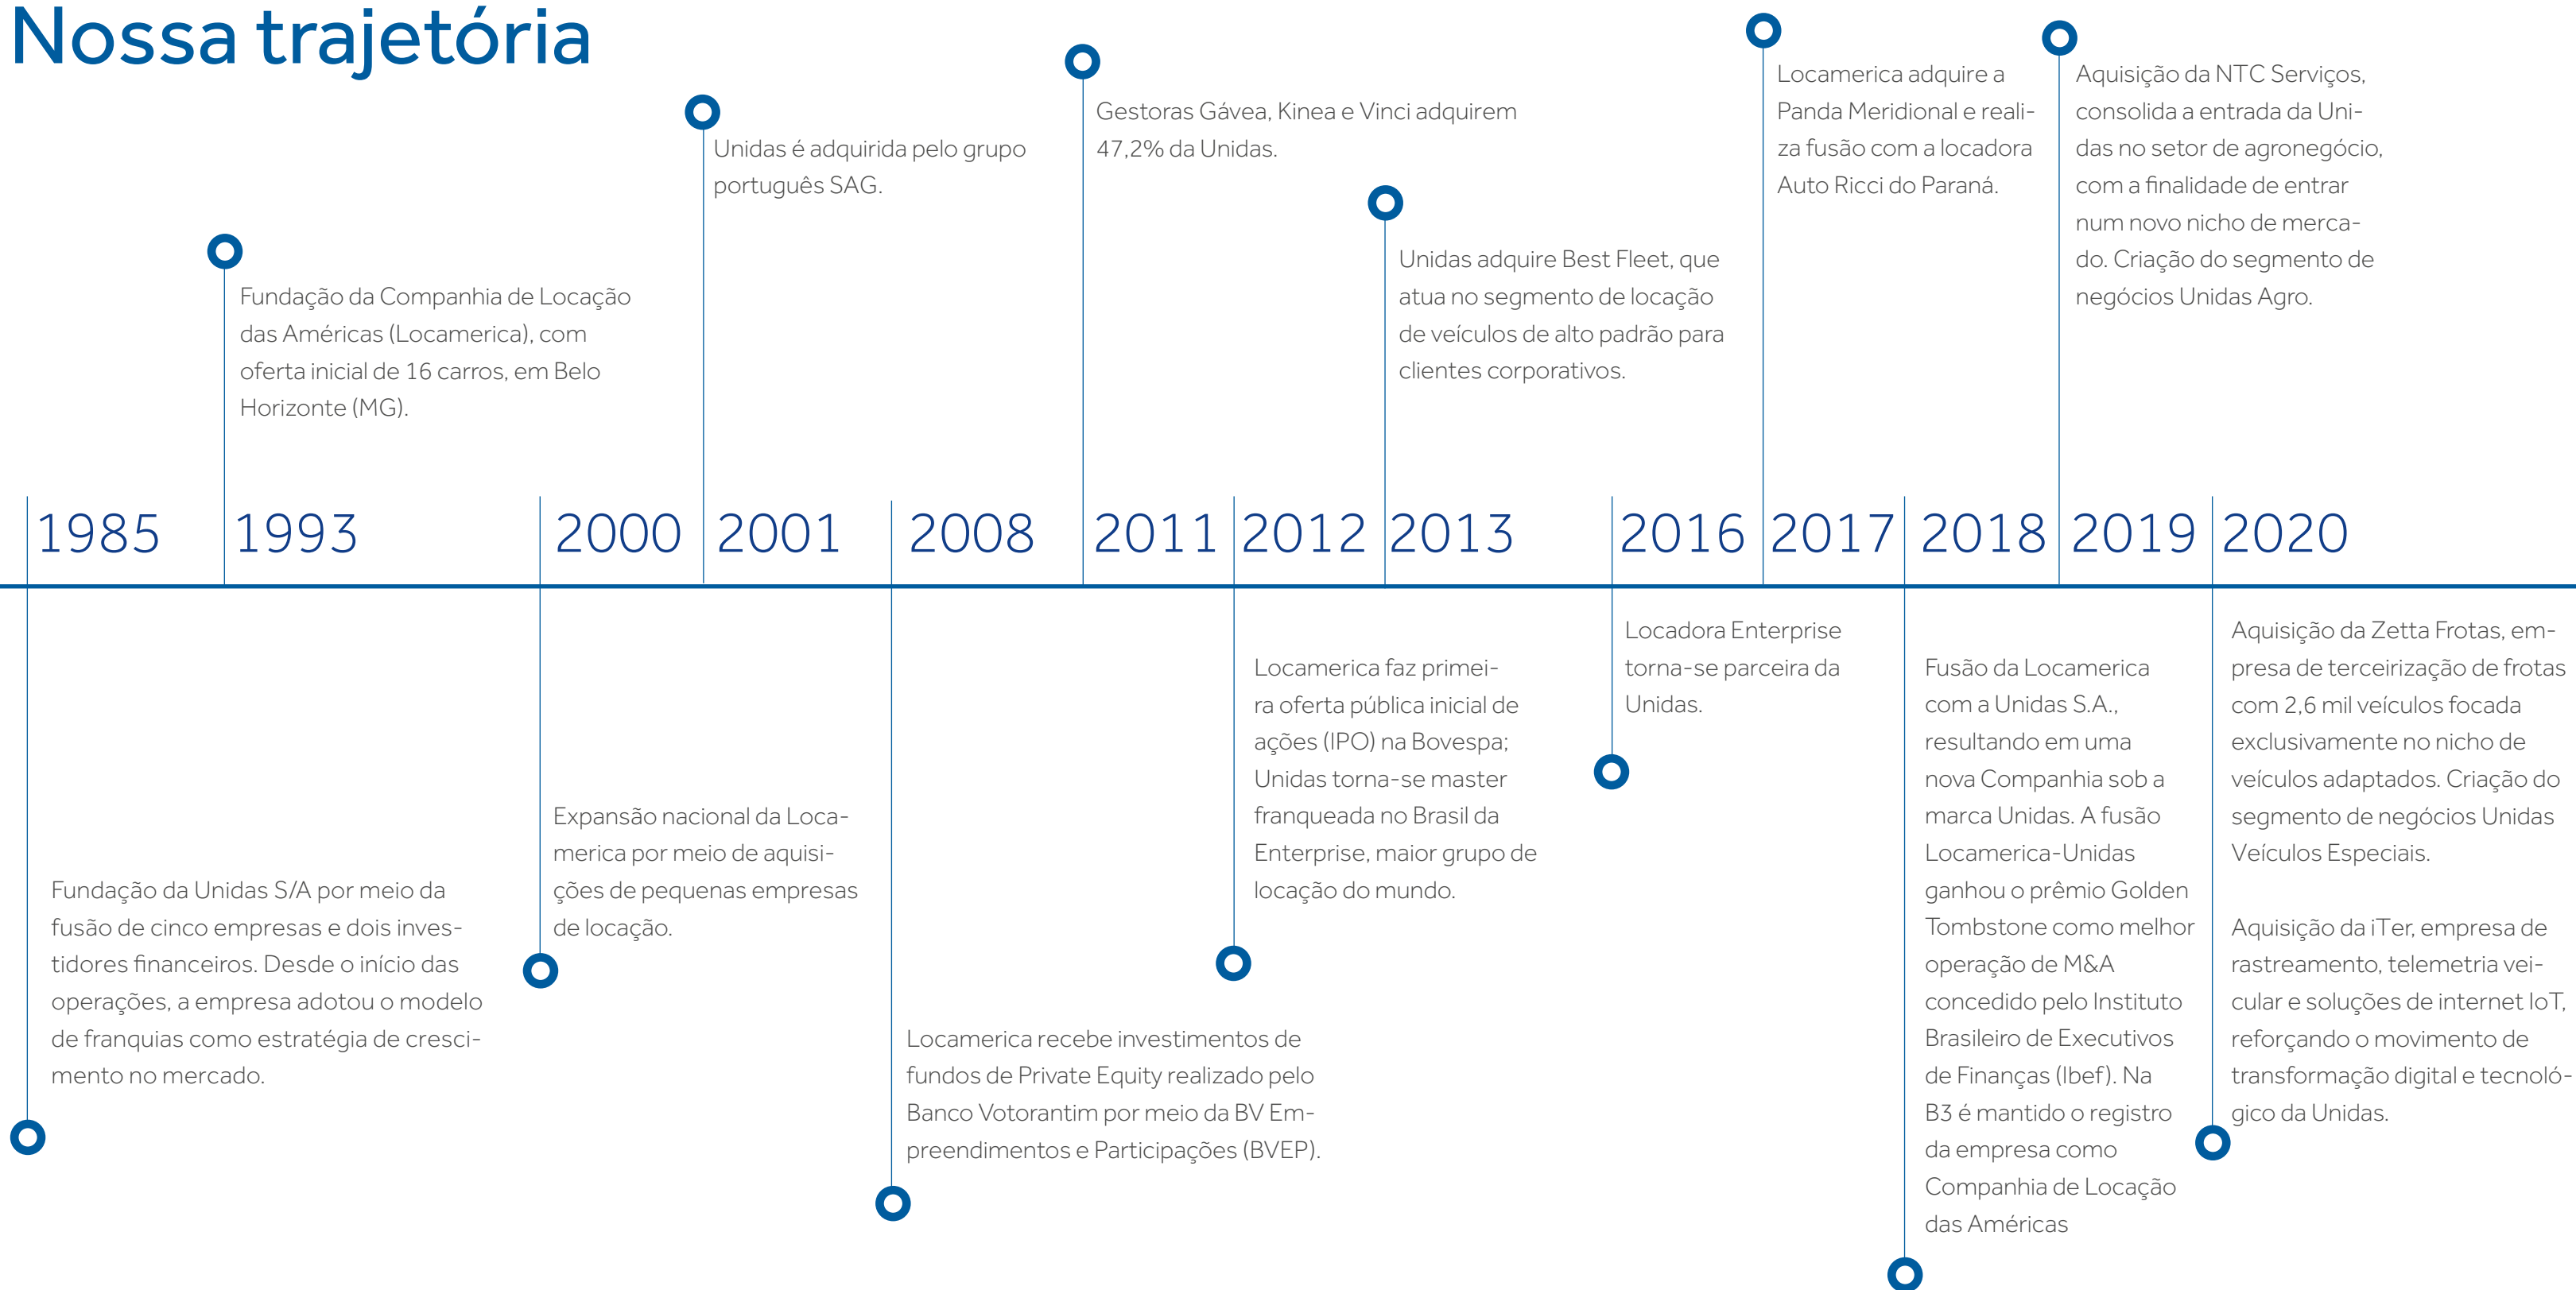 Nossa trajetória
Fundação da Companhia de Locação
das Américas (Locamerica), com
oferta inicial de 16 carros, em Belo
Horizonte (MG).
Unidas é adquirida pelo grupo
português SAG.
Gestoras Gávea, Kinea e Vinci adquirem
47,2% da Unidas.
Unidas adquire Best Fleet, que
atua no segmento de locação
de veículos de alto padrão para
clientes corporativos.
Locamerica adquire a
Panda Meridional e reali-
za fusão com a locadora
Auto Ricci do Paraná.
Aquisição da NTC Serviços,
consolida a entrada da Uni-
das no setor de agronegócio,
com a finalidade de entrar
num novo nicho de merca-
do. Criação do segmento de
negócios Unidas Agro.
1985 1993 2000 2001 2008 2011 2012 2013 2016 2017 2018 2019 2020
Fundação da Unidas S/A por meio da
fusão de cinco empresas e dois inves-
tidores financeiros. Desde o início das
operações, a empresa adotou o modelo
de franquias como estratégia de cresci-
mento no mercado.
Expansão nacional da Loca-
merica por meio de aquisi-
ções de pequenas empresas
de locação.
Locamerica recebe investimentos de
fundos de Private Equity realizado pelo
Banco Votorantim por meio da BV Em-
preendimentos e Participações (BVEP).
Locamerica faz primei-
ra oferta pública inicial de
ações (IPO) na Bovespa;
Unidas torna-se master
franqueada no Brasil da
Enterprise, maior grupo de
locação do mundo.
Locadora Enterprise
torna-se parceira da
Unidas.
Fusão da Locamerica
com a Unidas S.A.,
resultando em uma
nova Companhia sob a
marca Unidas. A fusão
Locamerica-Unidas
ganhou o prêmio Golden
Tombstone como melhor
operação de M&A
concedido pelo Instituto
Brasileiro de Executivos
de Finanças (Ibef). Na
B3 é mantido o registro
da empresa como
Companhia de Locação
das Américas
Aquisição da Zetta Frotas, em-
presa de terceirização de frotas
com 2,6 mil veículos focada
exclusivamente no nicho de
veículos adaptados. Criação do
segmento de negócios Unidas
Veículos Especiais.
Aquisição da iTer, empresa de
rastreamento, telemetria vei-
cular e soluções de internet IoT,
reforçando o movimento de
transformação digital e tecnoló-
gico da Unidas.